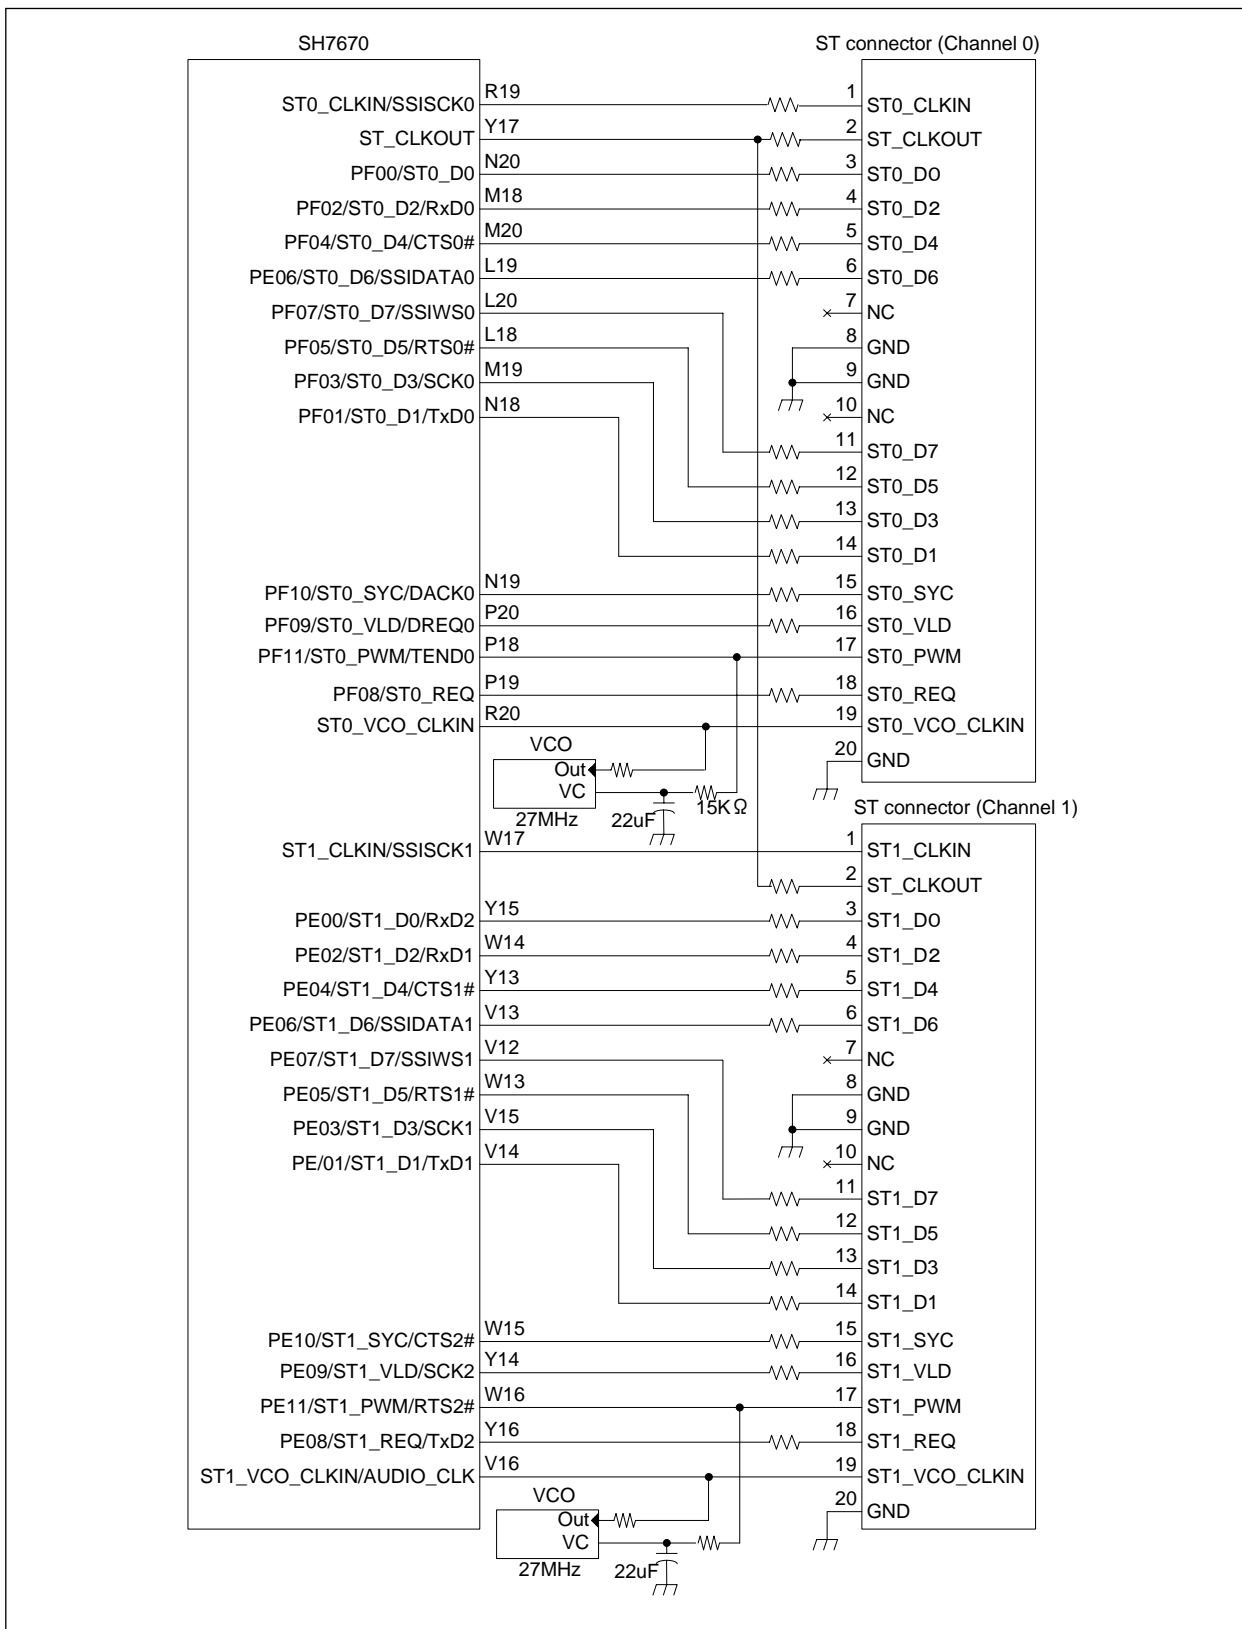 SH7670 ST connector (Channel 0)
ST0_CLKIN/SSISCK0 R19 1 ST0_CLKIN
ST_CLKOUT Y17 2 ST_CLKOUT
PF00/ST0_D0 N20 3 ST0_D0
PF02/ST0_D2/RxD0 M18 4 ST0_D2
PF04/ST0_D4/CTS0# M20 5 ST0_D4
PE06/ST0_D6/SSIDATA0 L19 6 ST0_D6
PF07/ST0_D7/SSIWS0 L20 7 NC
PF05/ST0_D5/RTS0# L18 8 GND
PF03/ST0_D3/SCK0 M19 9 GND
PF01/ST0_D1/TxD0 N18 10 NC
11 ST0_D7
12 ST0_D5
13 ST0_D3
14 ST0_D1
PF10/ST0_SYC/DACK0 N19 15 ST0_SYC
PF09/ST0_VLD/DREQ0 P20 16 ST0_VLD
PF11/ST0_PWM/TEND0 P18 17 ST0_PWM
PF08/ST0_REQ P19 18 ST0_REQ
ST0_VCO_CLKIN R20 19 ST0_VCO_CLKIN
VCO
20 GND
Out
VC
27MHz 22uF 15KΩ
ST connector (Channel 1)
ST1_CLKIN/SSISCK1 W17 1 ST1_CLKIN
2 ST_CLKOUT
PE00/ST1_D0/RxD2 Y15 3 ST1_D0
PE02/ST1_D2/RxD1 W14 4 ST1_D2
PE04/ST1_D4/CTS1# Y13 5 ST1_D4
PE06/ST1_D6/SSIDATA1 V13 6 ST1_D6
PE07/ST1_D7/SSIWS1 V12 7 NC
PE05/ST1_D5/RTS1# W13 8 GND
PE03/ST1_D3/SCK1 V15 9 GND
PE/01/ST1_D1/TxD1 V14 10 NC
11 ST1_D7
12 ST1_D5
13 ST1_D3
14 ST1_D1
PE10/ST1_SYC/CTS2# W15 15 ST1_SYC
PE09/ST1_VLD/SCK2 Y14 16 ST1_VLD
PE11/ST1_PWM/RTS2# W16 17 ST1_PWM
PE08/ST1_REQ/TxD2 Y16 18 ST1_REQ
ST1_VCO_CLKIN/AUDIO_CLK V16 19 ST1_VCO_CLKIN
VCO
20 GND
Out
VC
27MHz 22uF